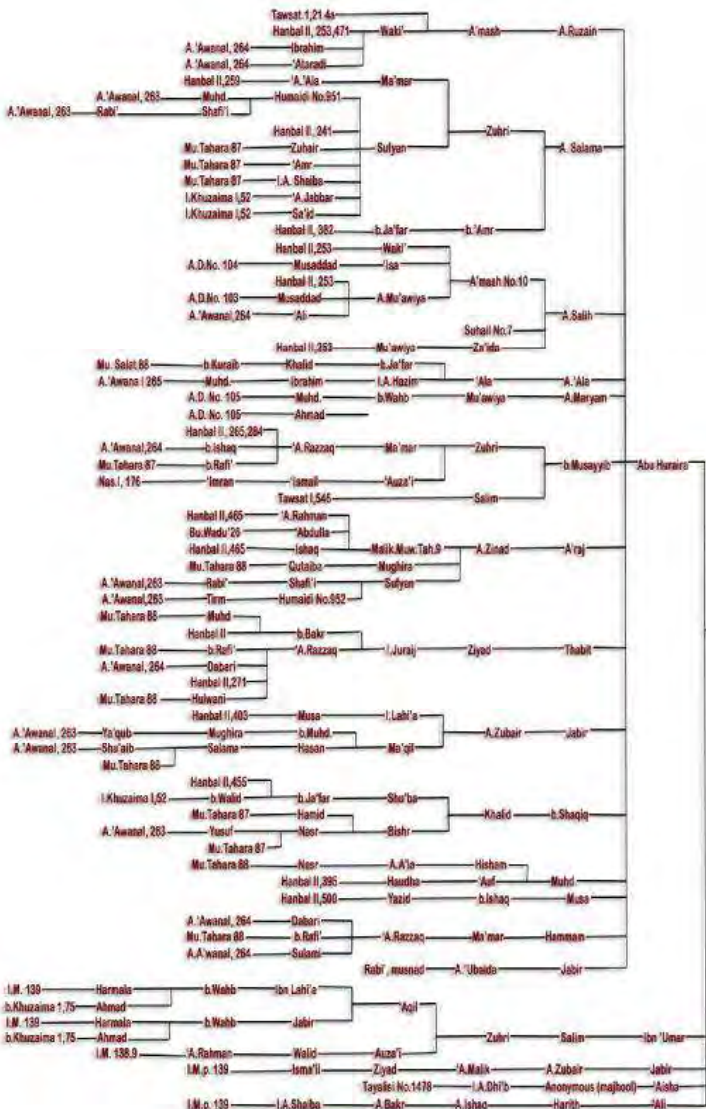 Tawsat.1,21 4a
Hanbal II, 253,471 Waki' A'mash A.Ruzain
A.'Awanal, 264 Ibrahim
A.'Awanal, 264 'Ataradi
Hanbal II,259 'A.'Ala Ma'mar
A.'Awanal, 263 Muhd. Humaidi No.951
A.'Awanal, 263 Rabi' Shafi'i
Hanbal II, 241 Zuhri
Mu.Tahara 87 Zuhair Sufyan A. Salama
Mu.Tahara 87 'Amr
Mu.Tahara 87 I.A. Shaiba
I.Khuzaima I,52 'A.Jabbar
I.Khuzaima I,52 Sa'id
Hanbal II, 382 b.Ja'far b.'Amr
Hanbal II,253 Waki'
A.D.No. 104 Musaddad 'Isa
Hanbal II, 253 A'mash No.10
A.D.No. 103 Musaddad A.Mu'awiya
A.'Awanal,264 'Ali A.Salih
Suhail No.7
Hanbal II,253 Mu'awiya Za'ida
Mu. Salat 88 b.Kuraib Khalid b.Ja'far
A.'Awana I 265 Muhd. Ibrahim I.A.Hazim 'Ala A.'Ala
A.D. No. 105 Muhd. b.Wahb Mu'awiya A.Maryam
A.D. No. 105 Ahmad
Hanbal II, 265,284
A.'Awanal,264 b.Ishaq 'A.Razzaq Ma'mar Zuhri
Mu.Tahara 87 b.Rafi' b.Musayyib Abu Huraira
Nas.I, 176 'Imran 'Ismail 'Auza'i
Tawsat I,545 Salim
Hanbal II,465 'A.Rahman
Bu.Wadu'26 'Abdulla
Hanbal II,465 Ishaq Malik.Muw.Tah.9 A.Zinad A'raj
Mu.Tahara 88 Qutaiba Mughira
A.'Awanal,263 Rabi' Shafi'i Sufyan
A.'Awanal,263 Tirm Humaidi No.952
Mu.Tahara 88 Muhd
Hanbal II b.Bakr
Mu.Tahara 88 b.Rafi' 'A.Razzaq I.Juraij Ziyad Thabit
A.'Awanal, 264 Dabari
Hanbal II,271
Mu.Tahara 88 Hulwani
Hanbal II,403 Musa I.Lahi'a
A.'Awanal, 263 Ya'qub Mughira b.Muhd. A.Zubair Jabir
A.'Awanal, 263 Sha'aib Salama Hasan Ma'qil
Mu.Tahara 88
Hanbal II,455
I.Khuzaima I,52 b.Walid b.Ja'far Shu'ba
Mu.Tahara 87 Hamid Khalid b.Shaqiq
A.'Awanal, 263 Yusuf Nasr Bishr
Mu.Tahara 87
Mu.Tahara 88 Nasr A.A'la Hisham
Hanbal II,395 Haudha 'Auf Muhd.
Hanbal II,500 Yazid b.Ishaq Musa
A.'Awanal, 264 Dabari
Mu.Tahara 88 b.Rafi' 'A.Razzaq Ma'mar Hammam
A.A'wanal, 264 Sulami
Rabi', musnad A.'Ubaida Jabir
I.M. 139 Harmala b.Wahb Ibn Lahi'a
b.Khuzaima 1,75 Ahmad 'Aqil
I.M. 139 Harmala b.Wahb Jabir
b.Khuzaima 1,75 Ahmad Zuhri Salim Ibn 'Umar
I.M. 138.9 'A.Rahman Walid Auza'i
I.M.p. 139 Isma'il Ziyad 'A.Malik A.Zubair Jabir
Tayalisi No.1478 I.A.Dhi'b Anonymous (majhool) 'Aisha
I.M.p. 139 I.A.Shaiba A.Bakr A.Ishaq Harith 'Ali